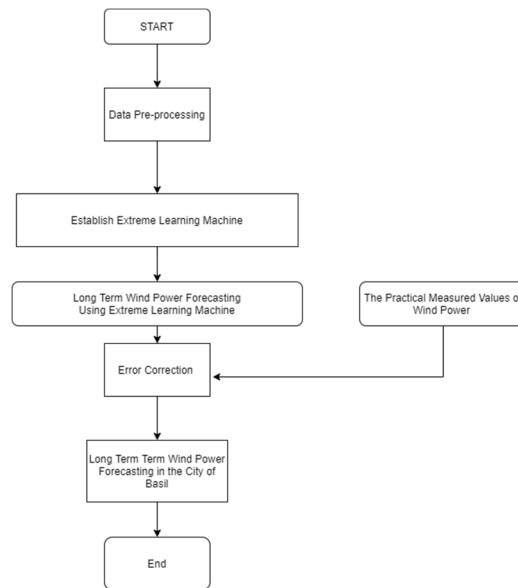 START
Data Pre-processing
Establish Extreme Learning Machine
Long Term Wind Power Forecasting
Using Extreme Learning Machine
The Practical Measured Values o
Wind Power
Error Correction
Long Term Term Wind Power
Forecasting in the City of
Basil
End